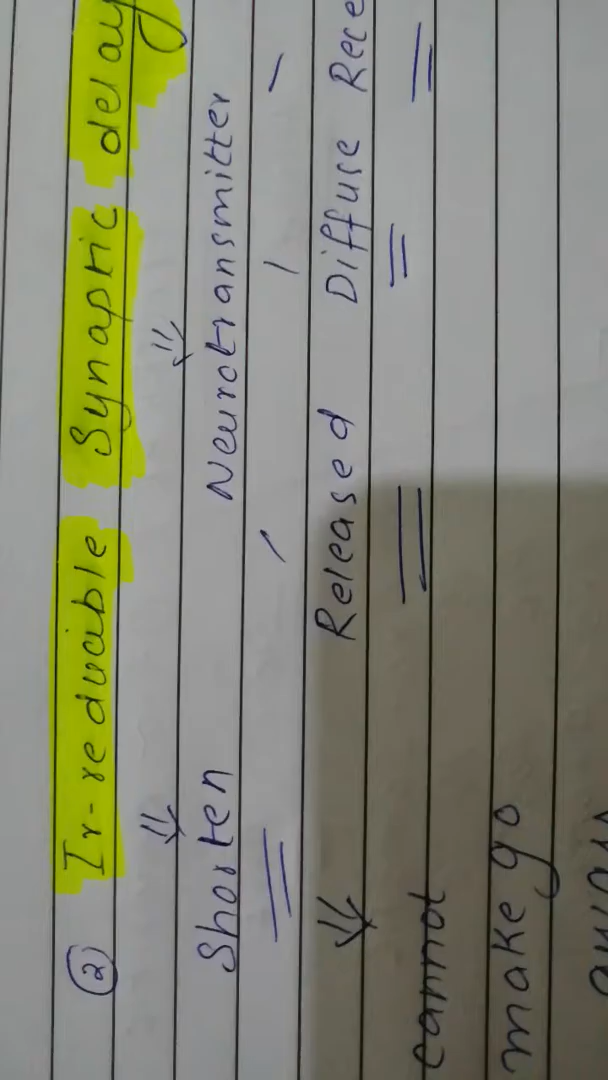 ② Ir-reducible Synaptic delay
Shorten Neurotransmitter
Released Diffuse Rece
cannot
make go